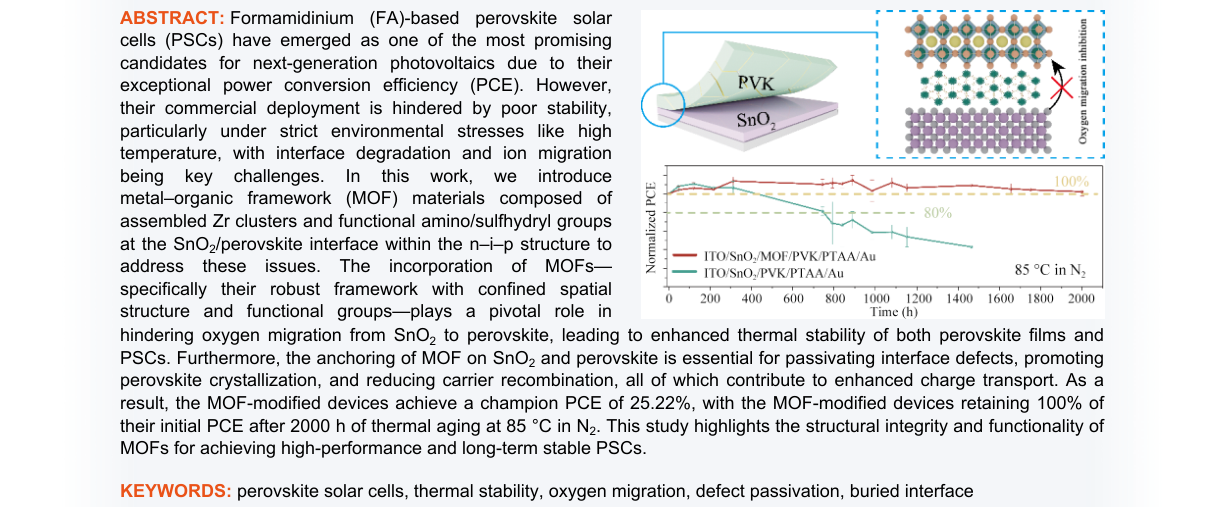 ABSTRACT: Formamidinium (FA)-based perovskite solar
cells (PSCs) have emerged as one of the most promising
candidates for next-generation photovoltaics due to their
exceptional power conversion efficiency (PCE). However,
their commercial deployment is hindered by poor stability,
particularly under strict environmental stresses like high
temperature, with interface degradation and ion migration
being key challenges. In this work, we introduce
metal–organic framework (MOF) materials composed of
assembled Zr clusters and functional amino/sulfhydryl groups
at the SnO₂/perovskite interface within the n–i–p structure to
address these issues. The incorporation of MOFs—
specifically their robust framework with confined spatial
structure and functional groups—plays a pivotal role in
hindering oxygen migration from SnO₂ to perovskite, leading to enhanced thermal stability of both perovskite films and
PSCs. Furthermore, the anchoring of MOF on SnO₂ and perovskite is essential for passivating interface defects, promoting
perovskite crystallization, and reducing carrier recombination, all of which contribute to enhanced charge transport. As a
result, the MOF-modified devices achieve a champion PCE of 25.22%, with the MOF-modified devices retaining 100% of
their initial PCE after 2000 h of thermal aging at 85 °C in N₂. This study highlights the structural integrity and functionality of
MOFs for achieving high-performance and long-term stable PSCs.
KEYWORDS: perovskite solar cells, thermal stability, oxygen migration, defect passivation, buried interface
PVK
SnO₂
Oxygen migration inhibition
Normalized PCE
100%
80%
ITO/SnO₂/MOF/PVK/PTAA/Au
ITO/SnO₂/PVK/PTAA/Au
85 °C in N₂
0 200 400 600 800 1000 1200 1400 1600 1800 2000
Time (h)